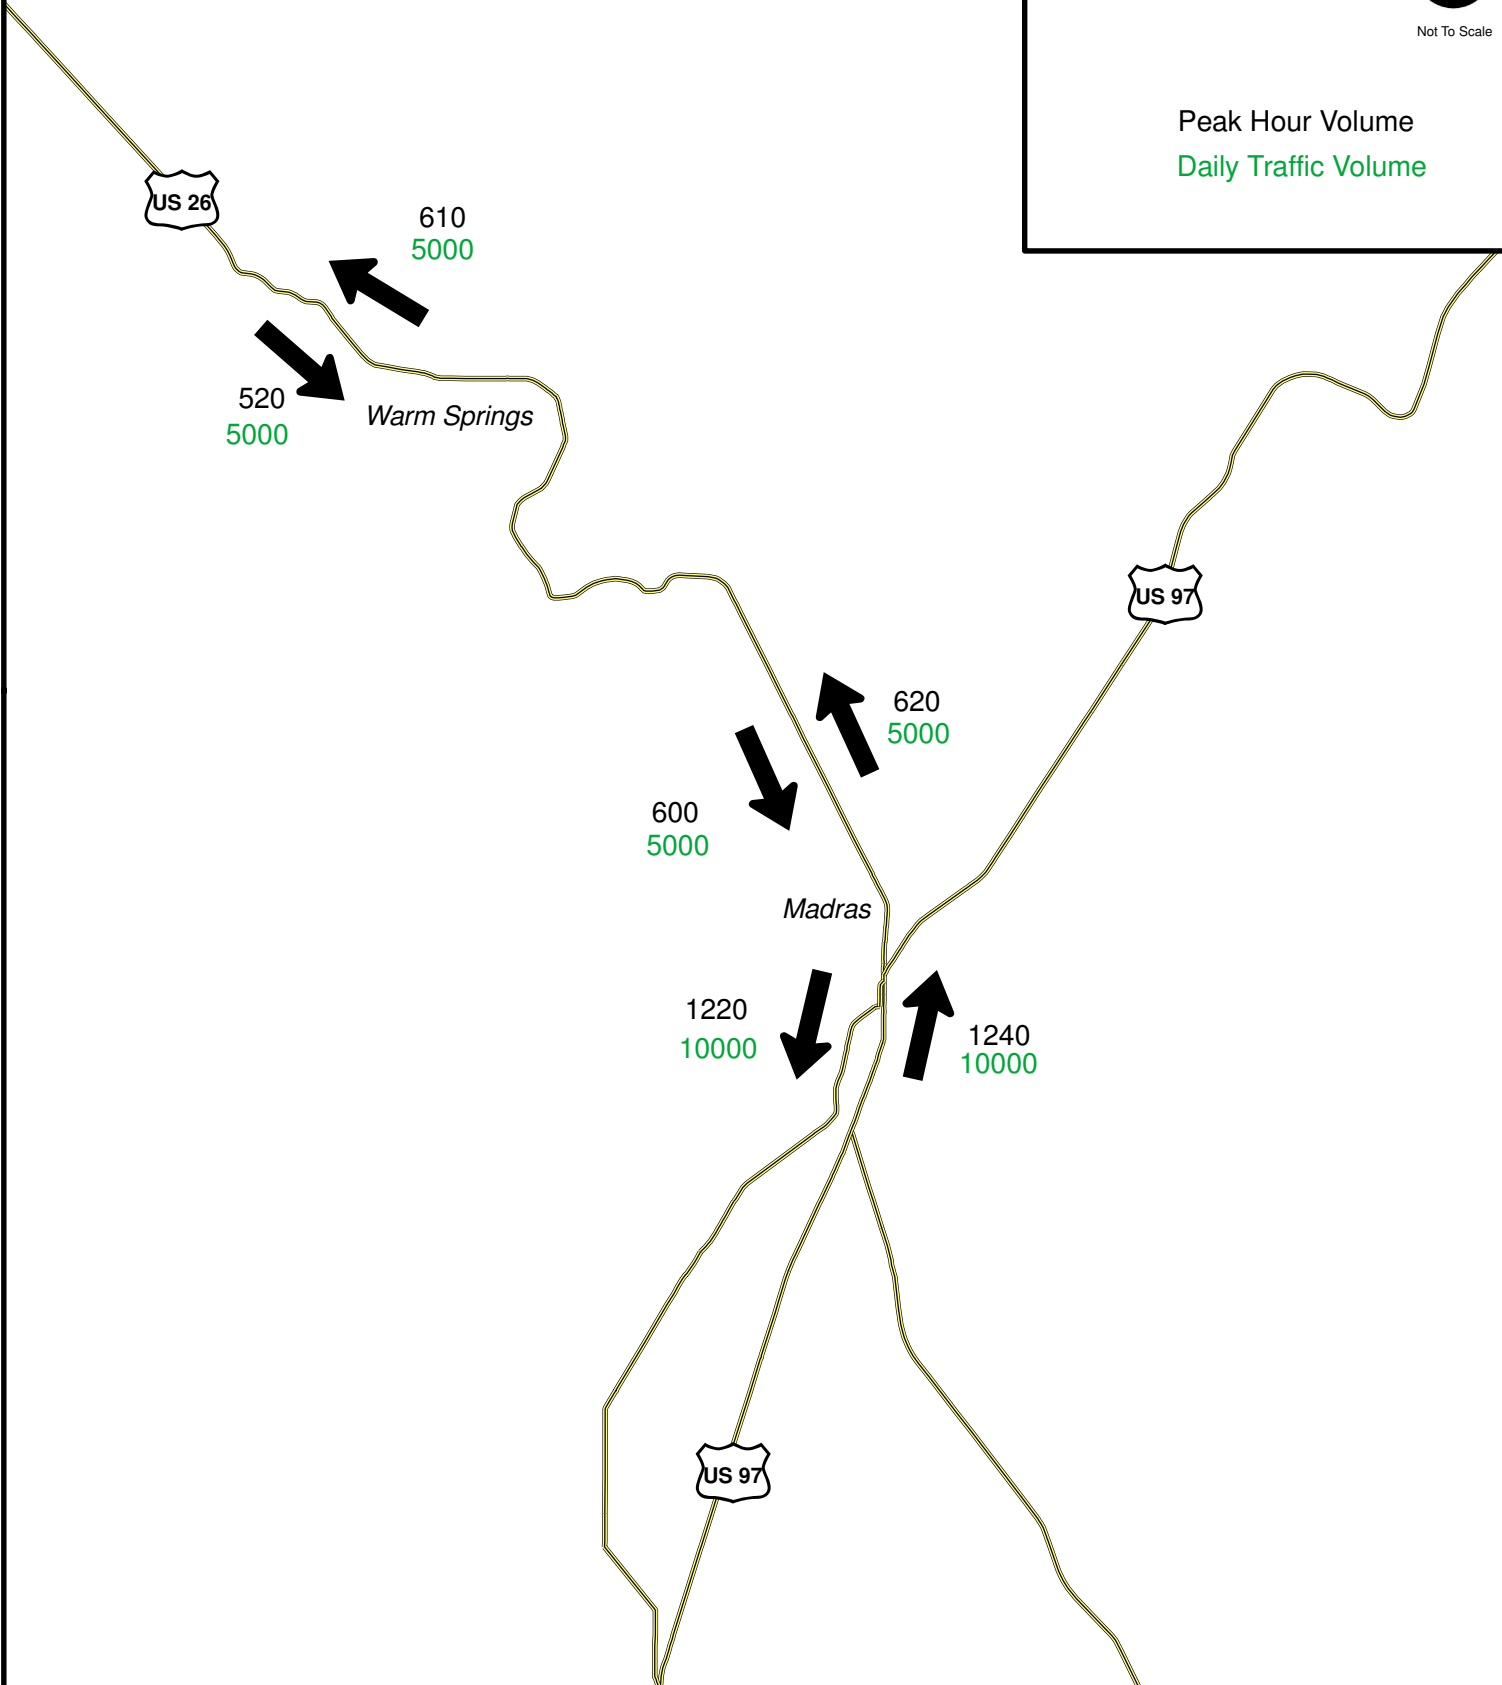 Not To Scale
Peak Hour Volume
Daily Traffic Volume
US 26
610
5000
520
5000
Warm Springs
US 97
620
5000
600
5000
Madras
1220
10000
1240
10000
US 97